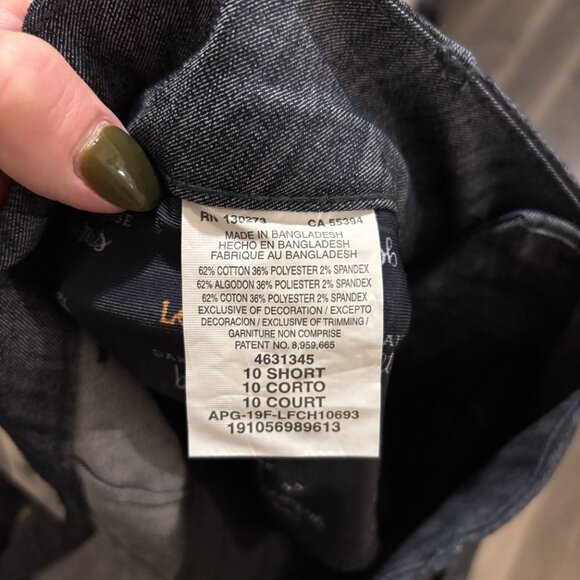 RN 130273 CA 55394
MADE IN BANGLADESH
HECHO EN BANGLADESH
FABRIQUE AU BANGLADESH
62% COTTON 36% POLYESTER 2% SPANDEX
62% ALGODON 36% POLYESTER 2% SPANDEX
62% COTON 36% POLYESTER 2% SPANDEX
EXCLUSIVE OF DECORATION / EXCEPTO
DECORACION / EXCLUSIVE OF TRIMMING /
GARNITURE NON COMPRISE
PATENT NO. 8,959,665
4631345
10 SHORT
10 CORTO
10 COURT
APG-19F-LFCH10693
191056989613